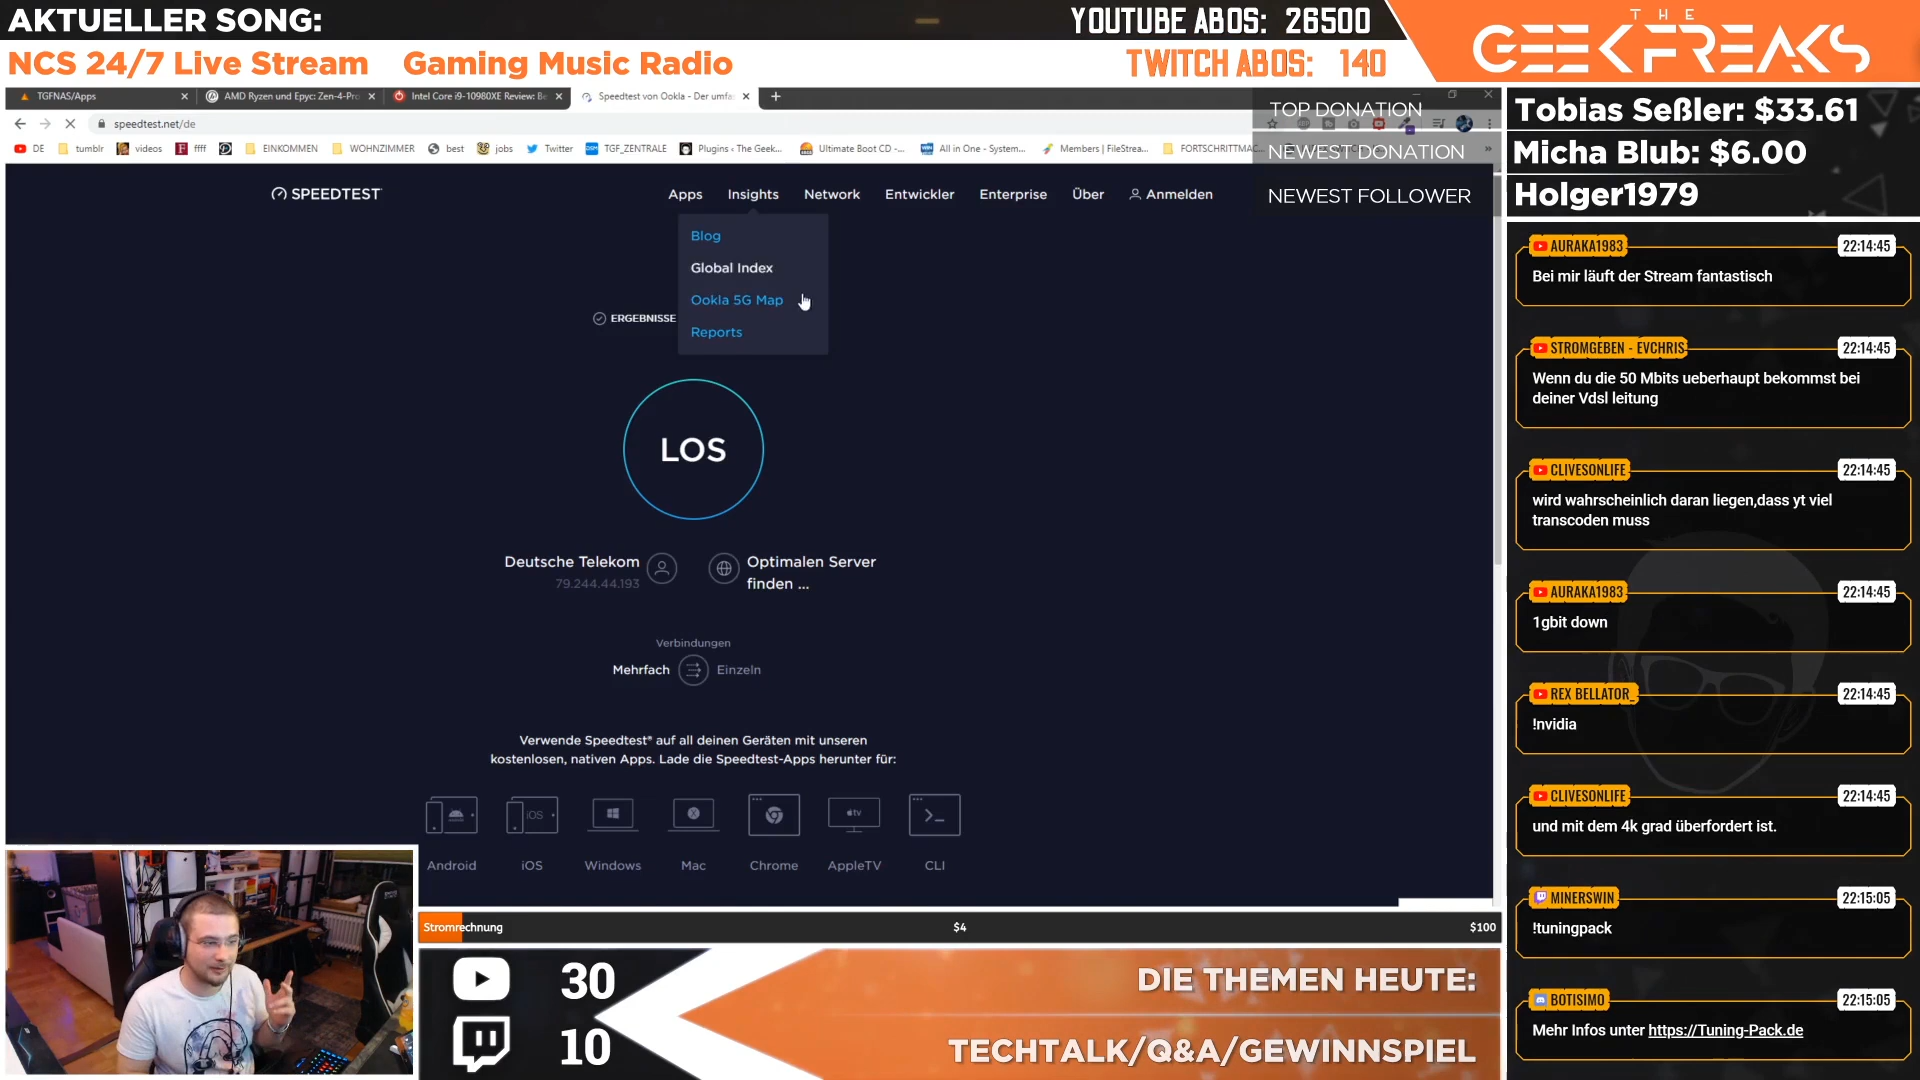 AKTUELLER SONG:
NCS 24/7 Live Stream Gaming Music Radio
YOUTUBE ABOS: 26500
TWITCH ABOS: 140
THE
GEEKFREAKS
TGFNAS/Apps
AMD Ryzen und Epyc: Zen-4-Pro
Intel Core i9-10980XE Review: Be
Speedtest von Ookla - Der umfa
speedtest.net/de
DE
tumblr
videos
ffff
EINKOMMEN
WOHNZIMMER
best
jobs
Twitter
TGF_ZENTRALE
Plugins ‹ The Geek...
Ultimate Boot CD -...
All in One - System...
Members | FileStrea...
FORTSCHRITTMAC...
TOP DONATION
Tobias Seßler: $33.61
NEWEST DONATION
Micha Blub: $6.00
NEWEST FOLLOWER
Holger1979
SPEEDTEST
Apps
Insights
Network
Entwickler
Enterprise
Über
Anmelden
Blog
Global Index
Ookla 5G Map
Reports
ERGEBNISSE
LOS
Deutsche Telekom
79.244.44.193
Optimalen Server
finden ...
Verbindungen
Mehrfach
Einzeln
Verwende Speedtest® auf all deinen Geräten mit unseren
kostenlosen, nativen Apps. Lade die Speedtest-Apps herunter für:
iOS
tv
Android
iOS
Windows
Mac
Chrome
AppleTV
CLI
Stromrechnung
$4
$100
30
10
DIE THEMEN HEUTE:
TECHTALK/Q&A/GEWINNSPIEL
AURAKA1983 22:14:45
Bei mir läuft der Stream fantastisch
STROMGEBEN - EVCHRIS 22:14:45
Wenn du die 50 Mbits ueberhaupt bekommst bei
deiner Vdsl leitung
CLIVESONLIFE 22:14:45
wird wahrscheinlich daran liegen,dass yt viel
transcoden muss
AURAKA1983 22:14:45
1gbit down
REX BELLATOR_ 22:14:45
!nvidia
CLIVESONLIFE 22:14:45
und mit dem 4k grad überfordert ist.
MINERSWIN 22:15:05
!tuningpack
BOTISIMO 22:15:05
Mehr Infos unter https://Tuning-Pack.de